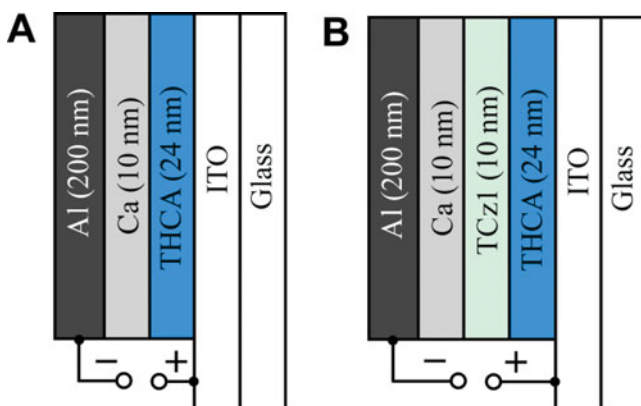 A
Al (200 nm)
Ca (10 nm)
THCA (24 nm)
ITO
Glass
− +
B
Al (200 nm)
Ca (10 nm)
TCz1 (10 nm)
THCA (24 nm)
ITO
Glass
− +